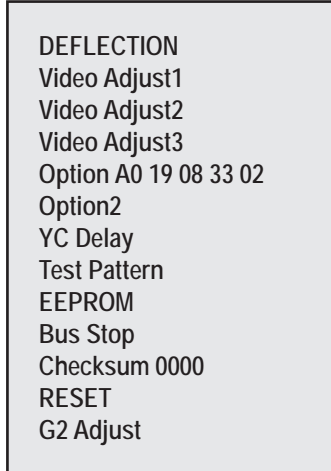 DEFLECTION
Video Adjust1
Video Adjust2
Video Adjust3
Option A0 19 08 33 02
Option2
YC Delay
Test Pattern
EEPROM
Bus Stop
Checksum 0000
RESET
G2 Adjust